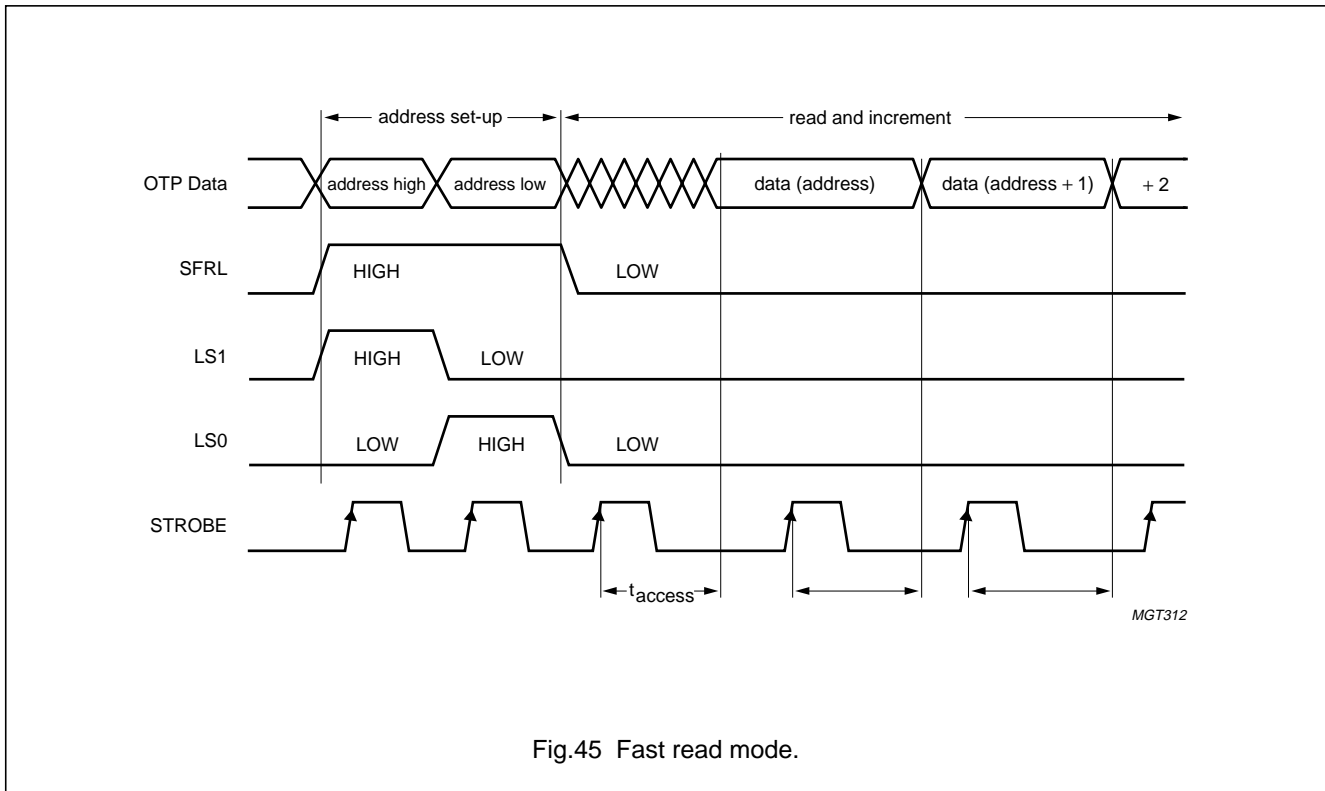 address set-up
read and increment
OTP Data
address high
address low
data (address)
data (address + 1)
+ 2
SFRL
HIGH
LOW
LS1
HIGH
LOW
LS0
LOW
HIGH
LOW
STROBE
taccess
MGT312
Fig.45 Fast read mode.